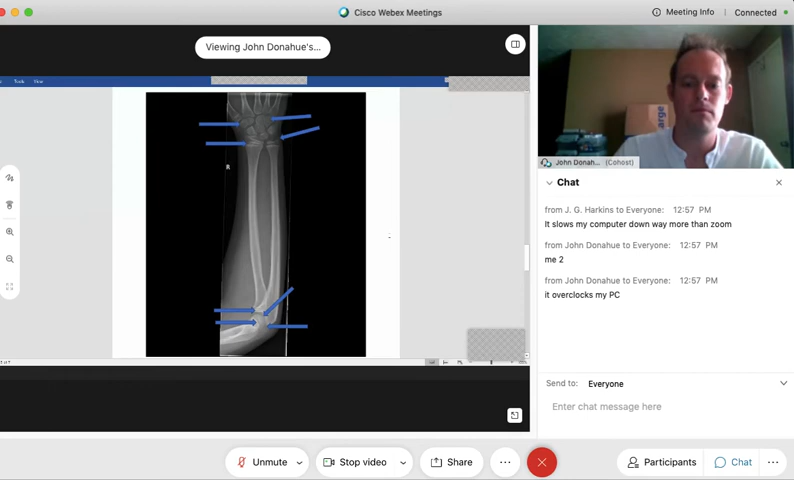 Cisco Webex Meetings
Meeting Info
Connected
Viewing John Donahue's...
Tools
View
R
arge
John Donah... (Cohost)
Chat
from J. G. Harkins to Everyone: 12:57 PM
It slows my computer down way more than zoom
from John Donahue to Everyone: 12:57 PM
me 2
from John Donahue to Everyone: 12:57 PM
it overclocks my PC
Send to: Everyone
Enter chat message here
Unmute
Stop video
Share
Participants
Chat